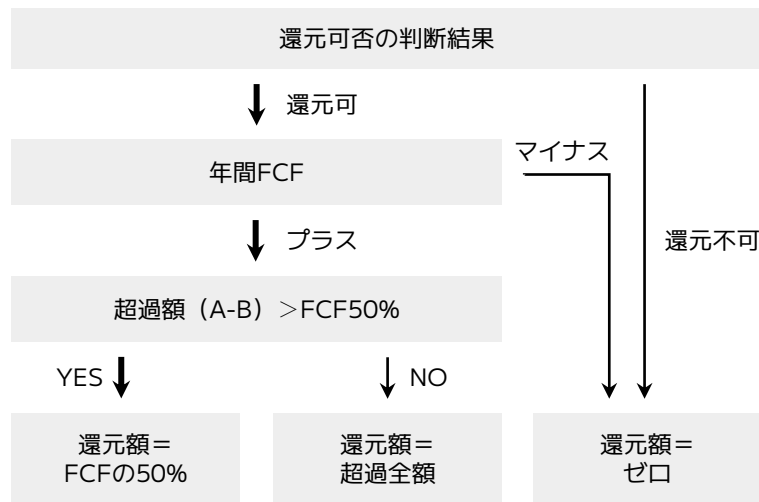 還元可否の判断結果
還元可
年間FCF
マイナス
プラス
還元不可
超過額（A-B）＞FCF50%
YES
NO
還元額＝
FCFの50%
還元額＝
超過全額
還元額＝
ゼロ